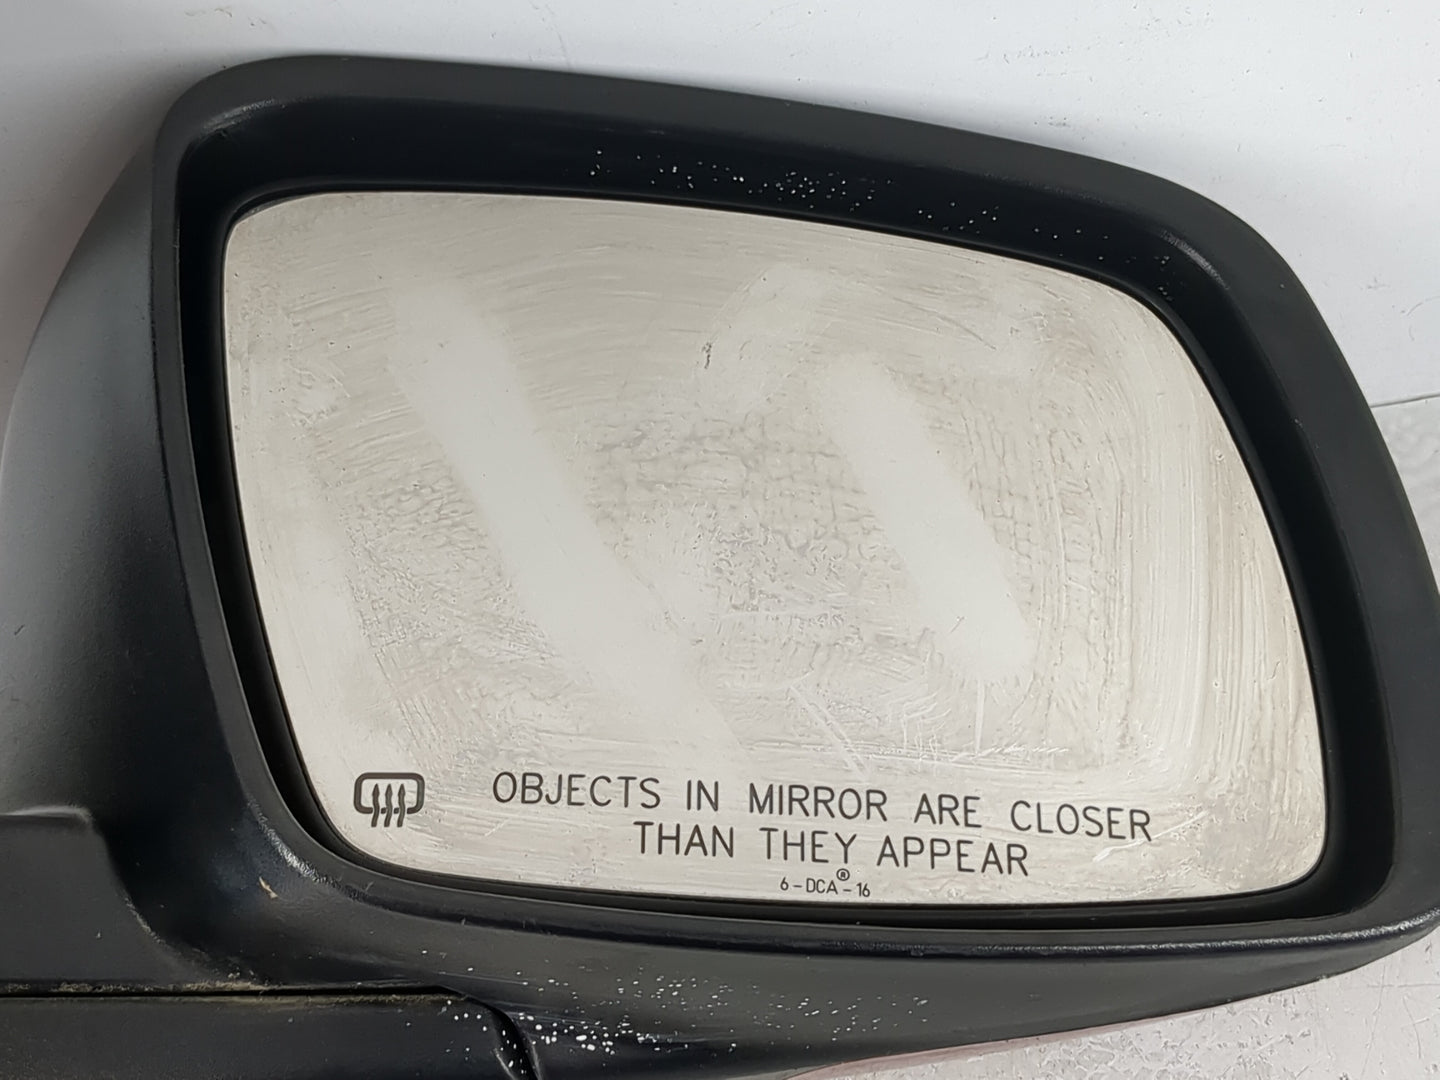 OBJECTS IN MIRROR ARE CLOSER
THAN THEY APPEAR
6-DCA®-16